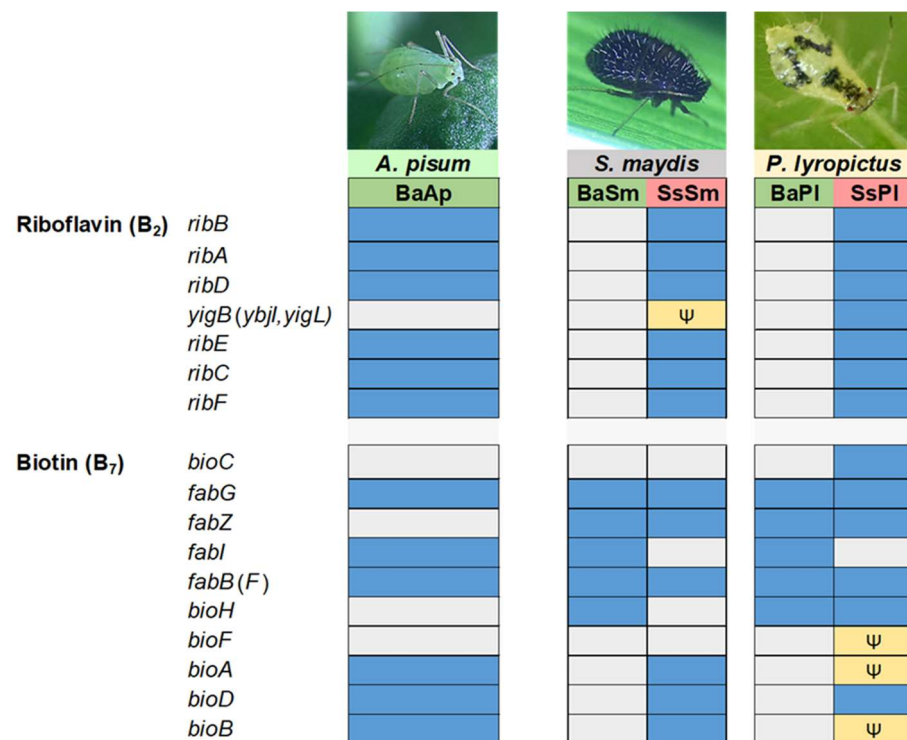 A. pisum S. maydis P. lyropictus
BaAp BaSm SsSm BaPl SsPl
Riboflavin (B₂) ribB
ribA
ribD
yigB (ybjI,yigL) Ψ
ribE
ribC
ribF
Biotin (B₇) bioC
fabG
fabZ
fabI
fabB (F)
bioH
bioF Ψ
bioA Ψ
bioD
bioB Ψ